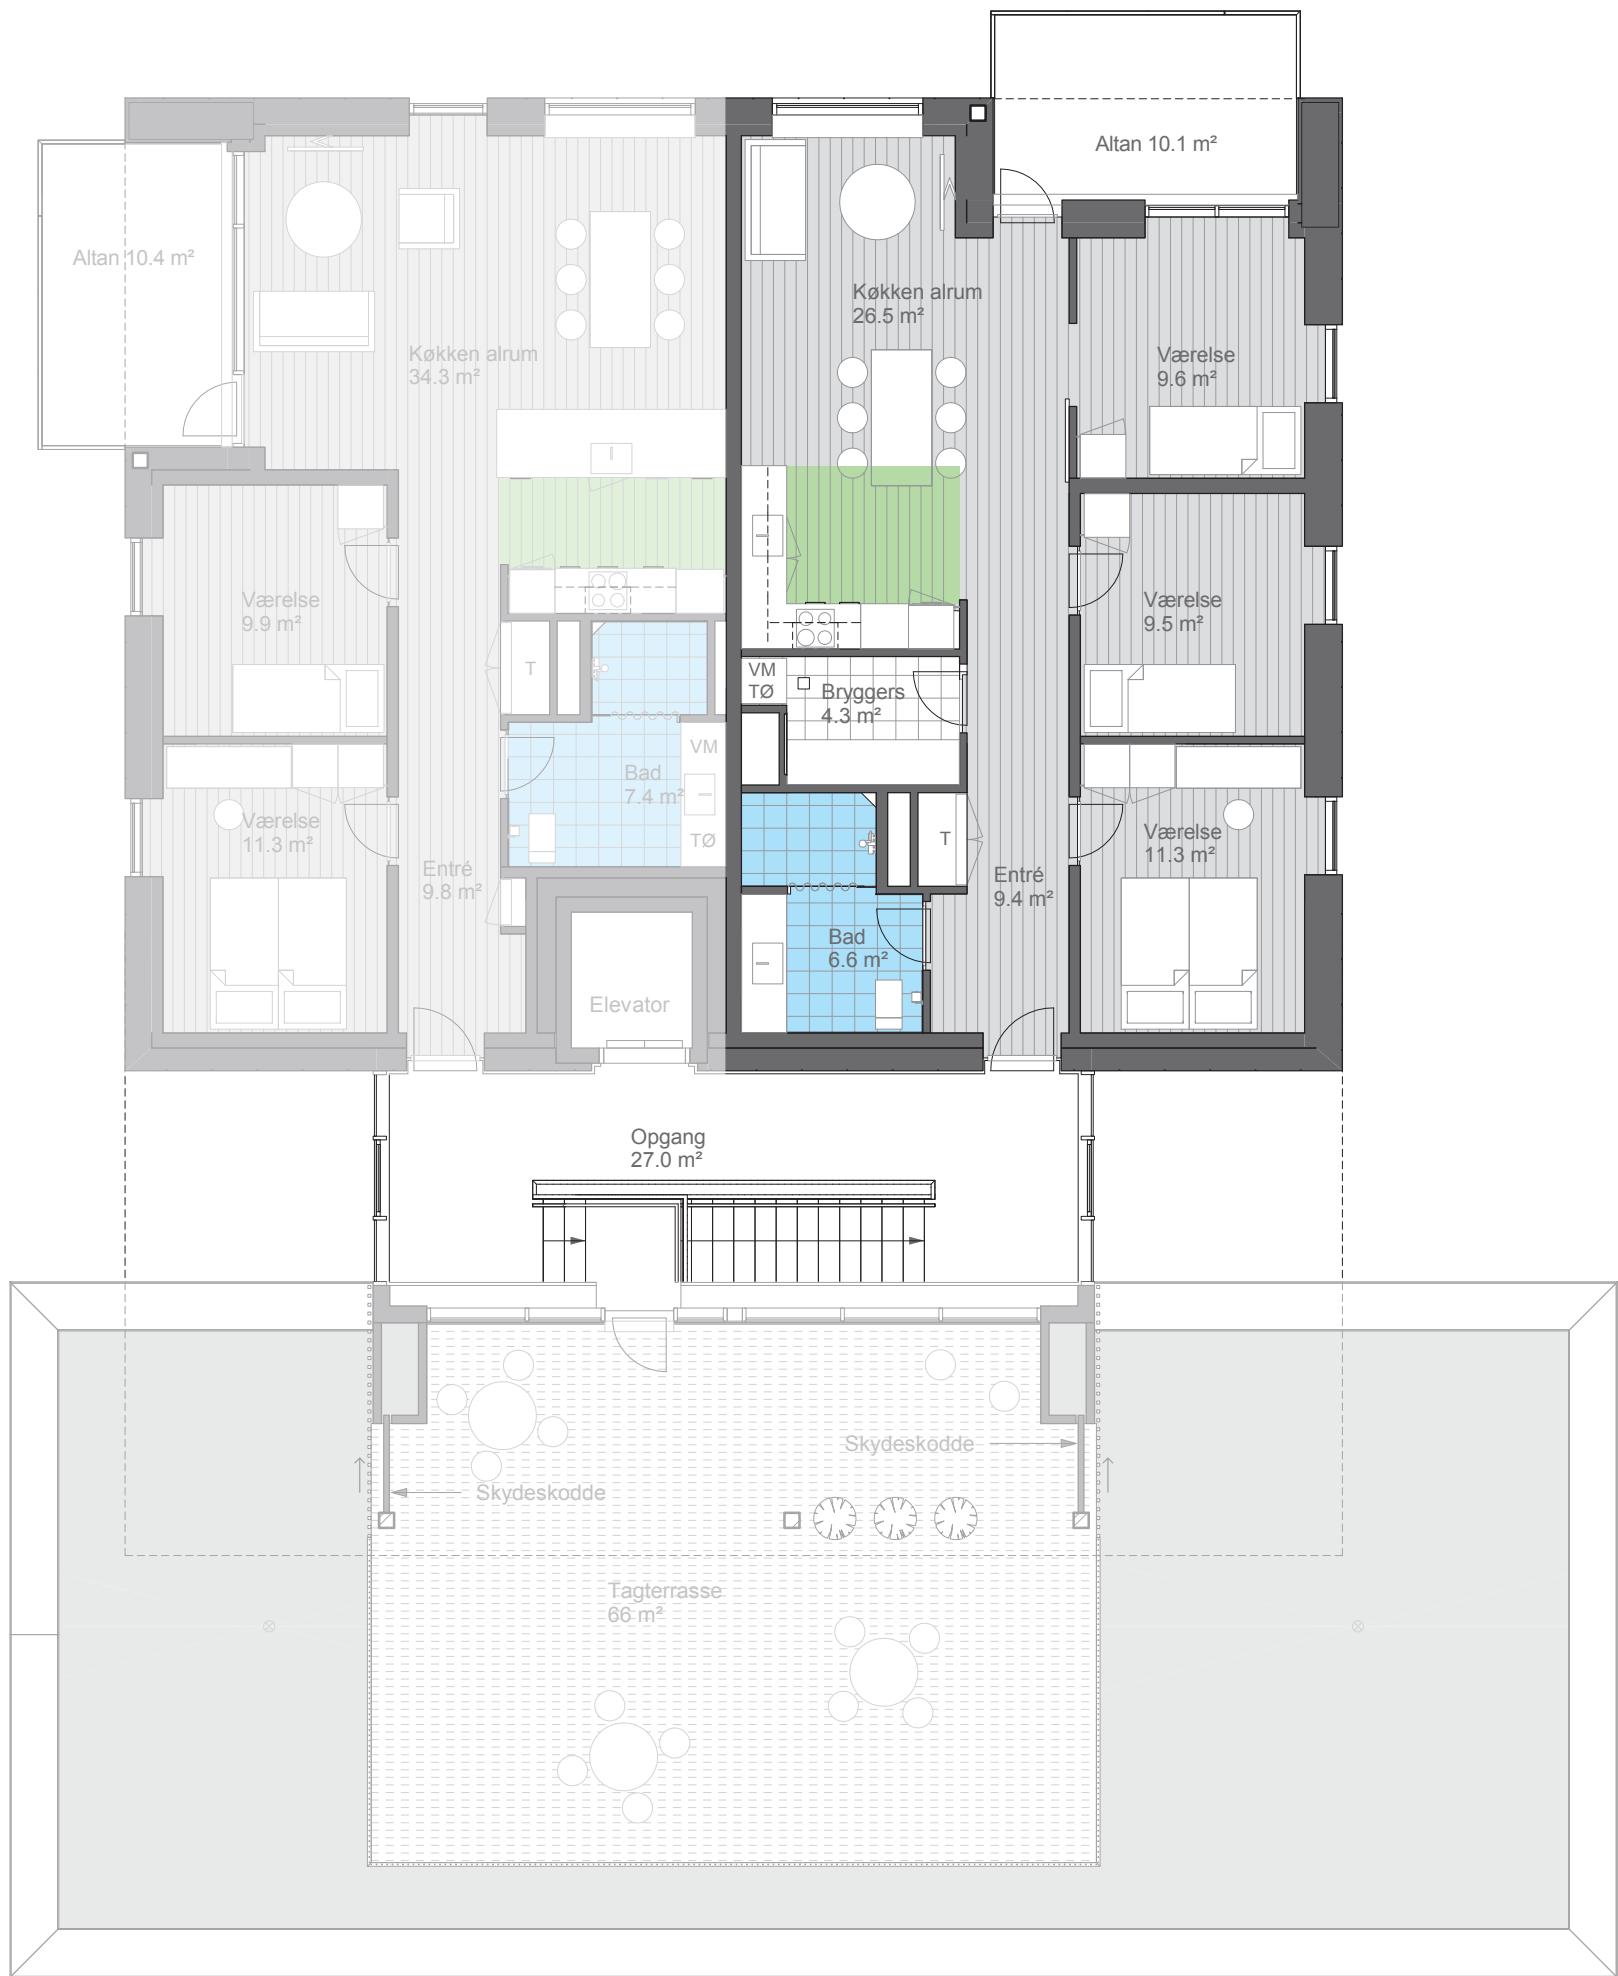 Altan 10.1 m²
Altan 10.4 m²
Køkken alrum
26.5 m²
Køkken alrum
34.3 m²
Værelse
9.6 m²
Værelse
9.9 m²
Værelse
9.5 m²
T
VM
TØ
Bryggers
4.3 m²
VM
Bad
7.4 m²
TØ
Værelse
11.3 m²
T
Værelse
11.3 m²
Entré
9.8 m²
Entré
9.4 m²
Bad
6.6 m²
Elevator
Opgang
27.0 m²
Skydeskodde
Skydeskodde
Tagterrasse
66 m²